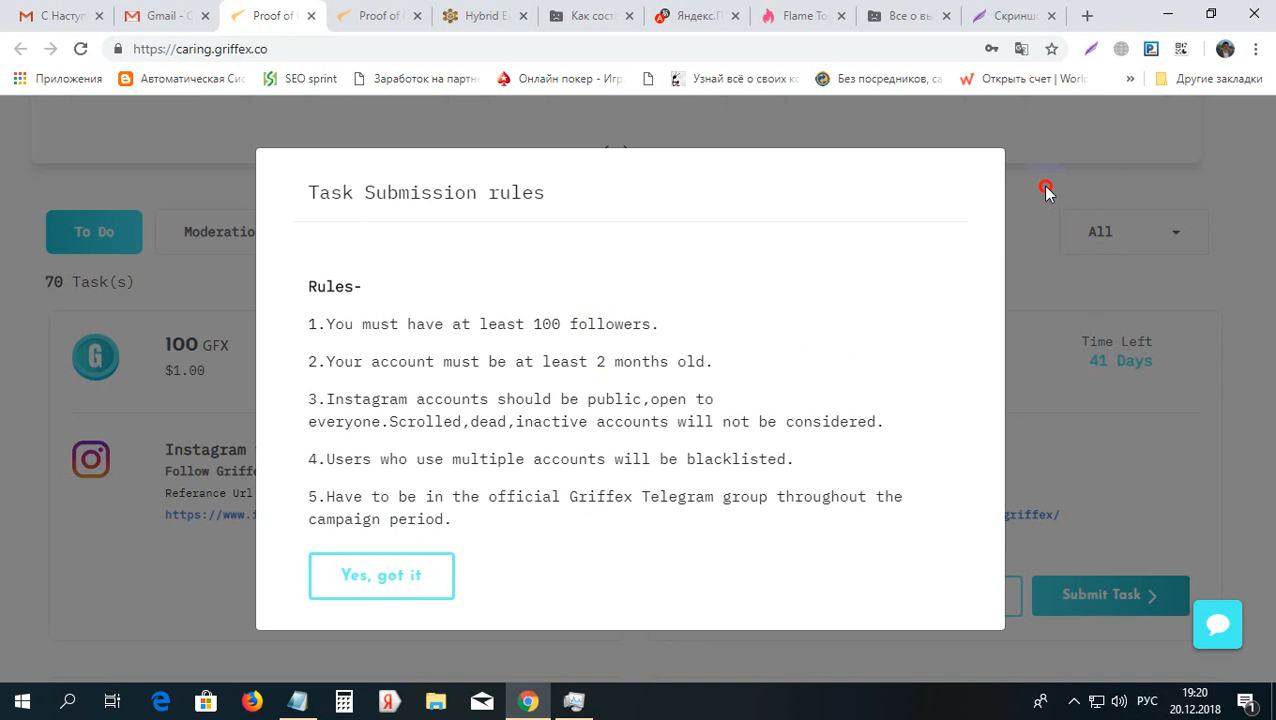 С Наступ
Gmail - С
Proof of
Proof of
Hybrid E
Как соста
Яндекс.П
Flame To
Все о вы
Скринш
https://caring.griffex.co
Приложения
Автоматическая Сис
SEO sprint
Заработок на партн
Онлайн покер - Игр
Узнай всё о своих к
Без посредников, са
Открыть счет | Worl
»
Другие закладки
Task Submission rules
To Do
Moderatio
All
70 Task(s)
Rules-
1.You must have at least 100 followers.
100 GFX
$1.00
Time Left
41 Days
2.Your account must be at least 2 months old.
3.Instagram accounts should be public,open to
everyone.Scrolled,dead,inactive accounts will not be considered.
4.Users who use multiple accounts will be blacklisted.
Instagram
Follow Griffe
Referance Url
https://www.i
griffex/
5.Have to be in the official Griffex Telegram group throughout the
campaign period.
Yes, got it
Submit Task
РУС
19:20
20.12.2018
1